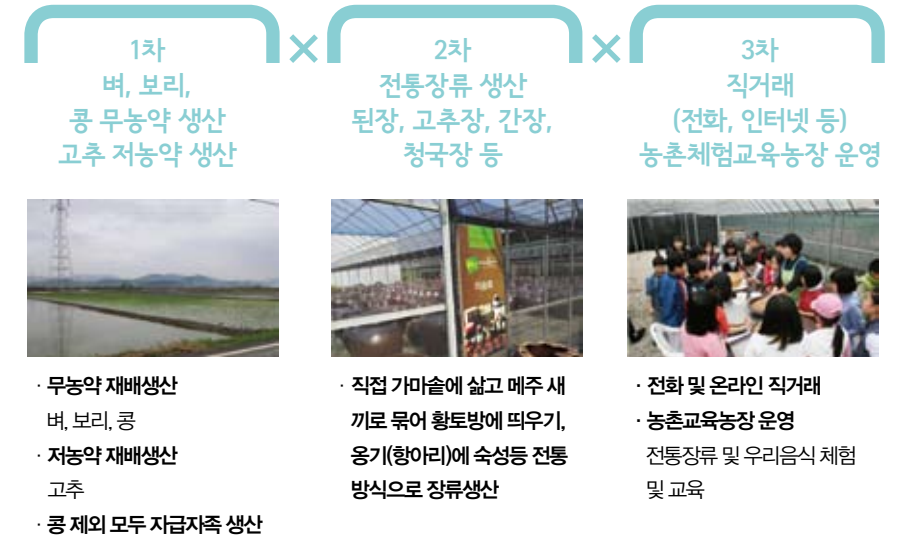 1차
벼, 보리,
콩 무농약 생산
고추 저농약 생산
×
2차
전통장류 생산
된장, 고추장, 간장,
청국장 등
×
3차
직거래
(전화, 인터넷 등)
농촌체험교육농장 운영
· 무농약 재배생산
벼, 보리, 콩
· 저농약 재배생산
고추
· 콩 제외 모두 자급자족 생산
· 직접 가마솥에 삶고 메주 새
끼로 묶어 황토방에 띄우기,
옹기(항아리)에 숙성등 전통
방식으로 장류생산
· 전화 및 온라인 직거래
· 농촌교육농장 운영
전통장류 및 우리음식 체험
및 교육